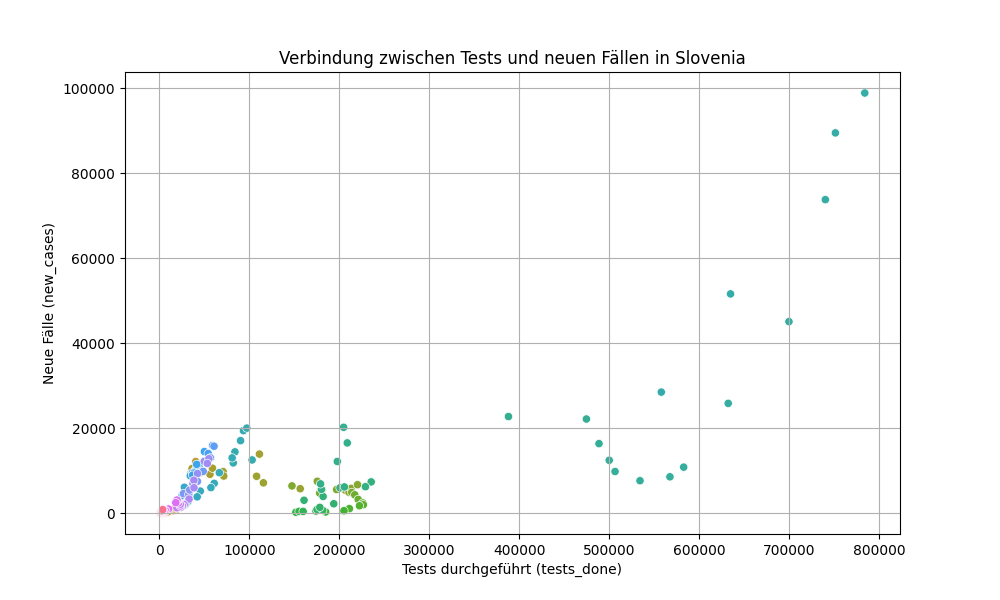 Verbindung zwischen Tests und neuen Fällen in Slovenia
100000
80000
60000
40000
20000
0
Neue Fälle (new_cases)
0 100000 200000 300000 400000 500000 600000 700000 800000
Tests durchgeführt (tests_done)